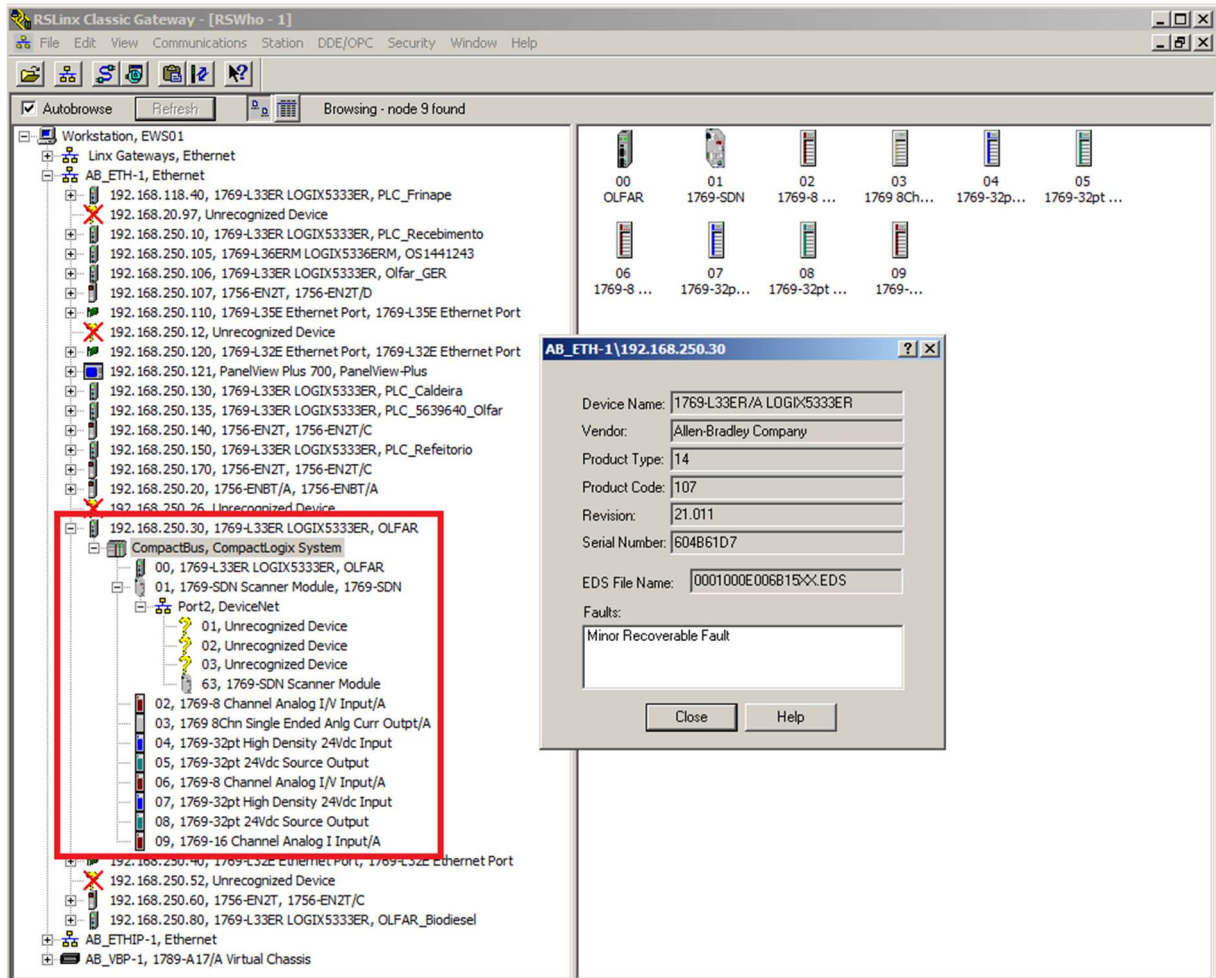 RSLinx Classic Gateway - [RSWho - 1]
File Edit View Communications Station DDE/OPC Security Window Help
Autobrowse Refresh Browsing - node 9 found
Workstation, EWS01
Linx Gateways, Ethernet
AB_ETH-1, Ethernet
192.168.118.40, 1769-L33ER LOGIX5333ER, PLC_Frinape
192.168.20.97, Unrecognized Device
192.168.250.10, 1769-L33ER LOGIX5333ER, PLC_Recebimento
192.168.250.105, 1769-L36ERM LOGIX5336ERM, OS1441243
192.168.250.106, 1769-L33ER LOGIX5333ER, Olfar_GER
192.168.250.107, 1756-EN2T, 1756-EN2T/D
192.168.250.110, 1769-L35E Ethernet Port, 1769-L35E Ethernet Port
192.168.250.12, Unrecognized Device
192.168.250.120, 1769-L32E Ethernet Port, 1769-L32E Ethernet Port
192.168.250.121, PanelView Plus 700, PanelView-Plus
192.168.250.130, 1769-L33ER LOGIX5333ER, PLC_Caldeira
192.168.250.135, 1769-L33ER LOGIX5333ER, PLC_5639640_Olfar
192.168.250.140, 1756-EN2T, 1756-EN2T/C
192.168.250.150, 1769-L33ER LOGIX5333ER, PLC_Refeitorio
192.168.250.170, 1756-EN2T, 1756-EN2T/C
192.168.250.20, 1756-ENBT/A, 1756-ENBT/A
192.168.250.26, Unrecognized Device
192.168.250.30, 1769-L33ER LOGIX5333ER, OLFAR
CompactBus, CompactLogix System
00, 1769-L33ER LOGIX5333ER, OLFAR
01, 1769-SDN Scanner Module, 1769-SDN
Port2, DeviceNet
01, Unrecognized Device
02, Unrecognized Device
03, Unrecognized Device
63, 1769-SDN Scanner Module
02, 1769-8 Channel Analog I/V Input/A
03, 1769 8Chn Single Ended Anlg Curr Outpt/A
04, 1769-32pt High Density 24Vdc Input
05, 1769-32pt 24Vdc Source Output
06, 1769-8 Channel Analog I/V Input/A
07, 1769-32pt High Density 24Vdc Input
08, 1769-32pt 24Vdc Source Output
09, 1769-16 Channel Analog I Input/A
192.168.250.40, 1769-L32E Ethernet Port, 1769-L32E Ethernet Port
192.168.250.52, Unrecognized Device
192.168.250.60, 1756-EN2T, 1756-EN2T/C
192.168.250.80, 1769-L33ER LOGIX5333ER, OLFAR_Biodiesel
AB_ETHIP-1, Ethernet
AB_VBP-1, 1789-A17/A Virtual Chassis
00 01 02 03 04 05
OLFAR 1769-SDN 1769-8 ... 1769 8Ch... 1769-32p... 1769-32pt ...
06 07 08 09
1769-8 ... 1769-32p... 1769-32pt ... 1769-...
AB_ETH-1\192.168.250.30
Device Name: 1769-L33ER/A LOGIX5333ER
Vendor: Allen-Bradley Company
Product Type: 14
Product Code: 107
Revision: 21.011
Serial Number: 604B61D7
EDS File Name: 0001000E006B15XX.EDS
Faults:
Minor Recoverable Fault
Close Help